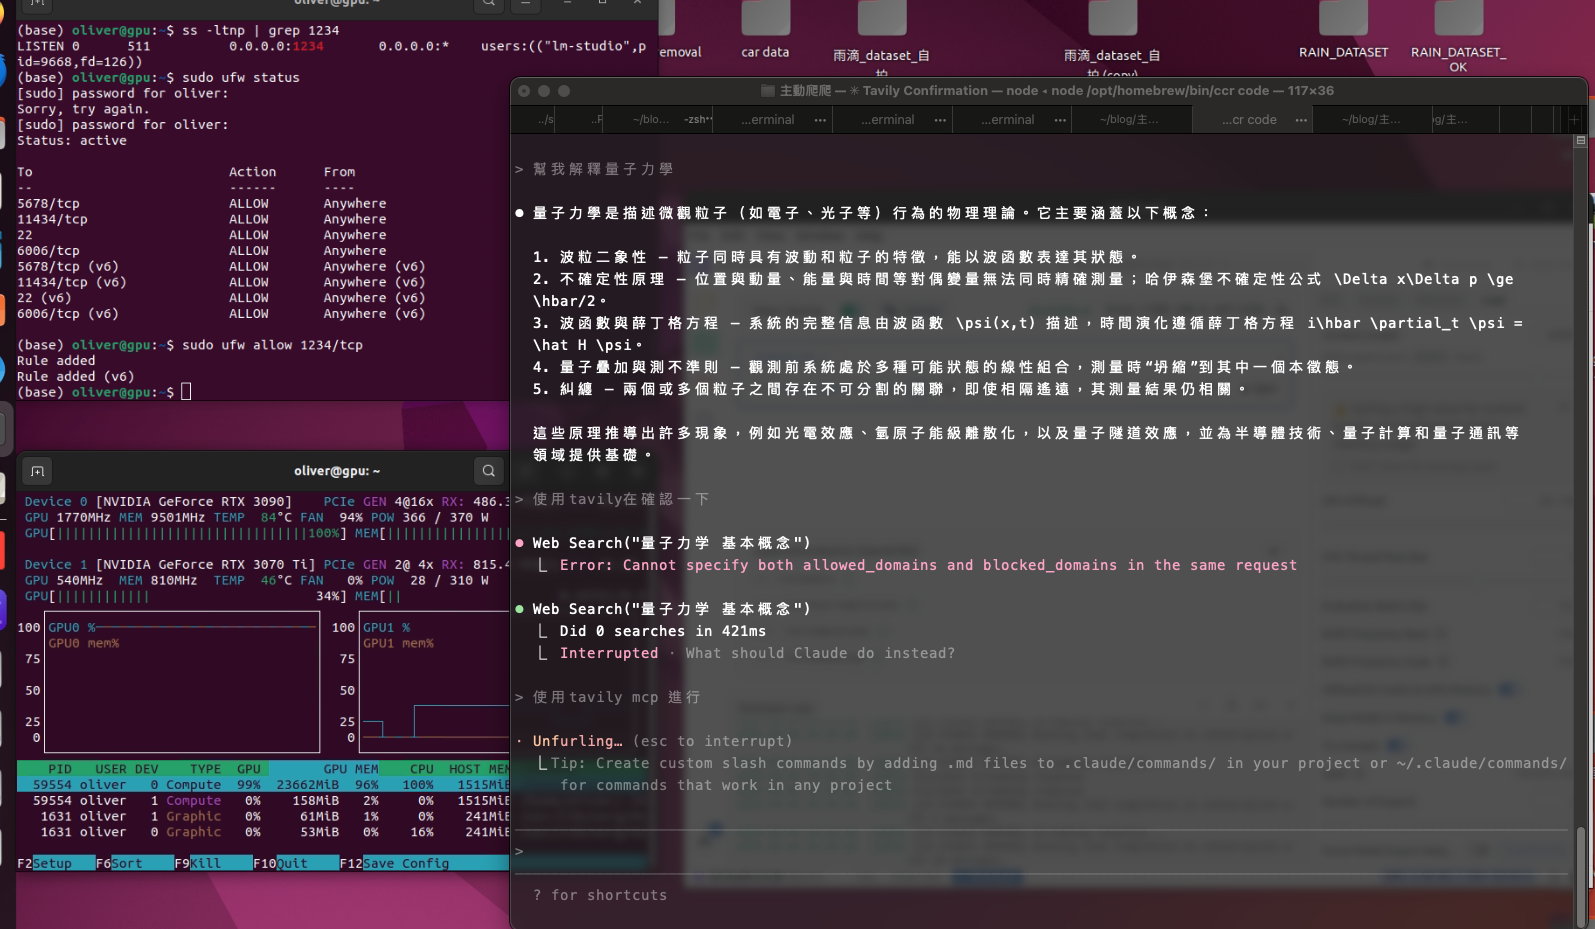 oliver@gpu: ~
(base) oliver@gpu:~$ ss -ltnp | grep 1234
LISTEN 0      511          0.0.0.0:1234       0.0.0.0:*    users:(("lm-studio",p
id=9668,fd=126))
(base) oliver@gpu:~$ sudo ufw status
[sudo] password for oliver:
Sorry, try again.
[sudo] password for oliver:
Status: active
To                         Action      From
--                         ------      ----
5678/tcp                   ALLOW       Anywhere
11434/tcp                  ALLOW       Anywhere
22                         ALLOW       Anywhere
6006/tcp                   ALLOW       Anywhere
5678/tcp (v6)              ALLOW       Anywhere (v6)
11434/tcp (v6)             ALLOW       Anywhere (v6)
22 (v6)                    ALLOW       Anywhere (v6)
6006/tcp (v6)              ALLOW       Anywhere (v6)
(base) oliver@gpu:~$ sudo ufw allow 1234/tcp
Rule added
Rule added (v6)
(base) oliver@gpu:~$
emoval
car data
雨滴_dataset_自
拍
雨滴_dataset_自
拍 (copy)
RAIN_DATASET
RAIN_DATASET_
OK
oliver@gpu: ~
Device 0 [NVIDIA GeForce RTX 3090]    PCIe GEN 4@16x RX: 486.3
GPU 1770MHz MEM 9501MHz TEMP  84°C FAN  94% POW 366 / 370 W
GPU[100%] MEM[
Device 1 [NVIDIA GeForce RTX 3070 Ti] PCIe GEN 2@ 4x RX: 815.4
GPU 540MHz  MEM 810MHz  TEMP  46°C FAN   0% POW  28 / 310 W
GPU[34%] MEM[
100 GPU0 % 100 GPU1 %
GPU0 mem% GPU1 mem%
75 75
50 50
25 25
0 0
PID   USER DEV    TYPE  GPU        GPU MEM    CPU  HOST MEM
59554 oliver   0 Compute  99%  23662MiB  96%   100%   1515MiB
59554 oliver   1 Compute   0%    158MiB   2%     0%   1515MiB
1631 oliver   1 Graphic   0%     61MiB   1%     0%    241MiB
1631 oliver   0 Graphic   0%     53MiB   0%    16%    241MiB
F2Setup   F6Sort    F9Kill    F10Quit    F12Save Config
主動爬爬 — ✳ Tavily Confirmation — node ◂ node /opt/homebrew/bin/ccr code — 117×36
../s ..F ~/blo... -zsh ...erminal ••• ...erminal ••• ...erminal ••• ~/blog/主... ...cr code ••• ~/blog/主... g/主...
> 幫我解釋量子力學
● 量子力學是描述微觀粒子（如電子、光子等）行為的物理理論。它主要涵蓋以下概念：
1. 波粒二象性 – 粒子同時具有波動和粒子的特徵，能以波函數表達其狀態。
2. 不確定性原理 – 位置與動量、能量與時間等對偶變量無法同時精確測量；哈伊森堡不確定性公式 \Delta x\Delta p \ge
\hbar/2。
3. 波函數與薛丁格方程 – 系統的完整信息由波函數 \psi(x,t) 描述，時間演化遵循薛丁格方程 i\hbar \partial_t \psi =
\hat H \psi。
4. 量子疊加與測不準則 – 觀測前系統處於多種可能狀態的線性組合，測量時“坍縮”到其中一個本徵態。
5. 糾纏 – 兩個或多個粒子之間存在不可分割的關聯，即使相隔遙遠，其測量結果仍相關。
這些原理推導出許多現象，例如光電效應、氫原子能級離散化，以及量子隧道效應，並為半導體技術、量子計算和量子通訊等
領域提供基礎。
> 使用tavily在確認一下
● Web Search("量子力学 基本概念")
⎿ Error: Cannot specify both allowed_domains and blocked_domains in the same request
● Web Search("量子力学 基本概念")
⎿ Did 0 searches in 421ms
⎿ Interrupted · What should Claude do instead?
> 使用tavily mcp 進行
· Unfurling… (esc to interrupt)
⎿ Tip: Create custom slash commands by adding .md files to .claude/commands/ in your project or ~/.claude/commands/
for commands that work in any project
>
? for shortcuts